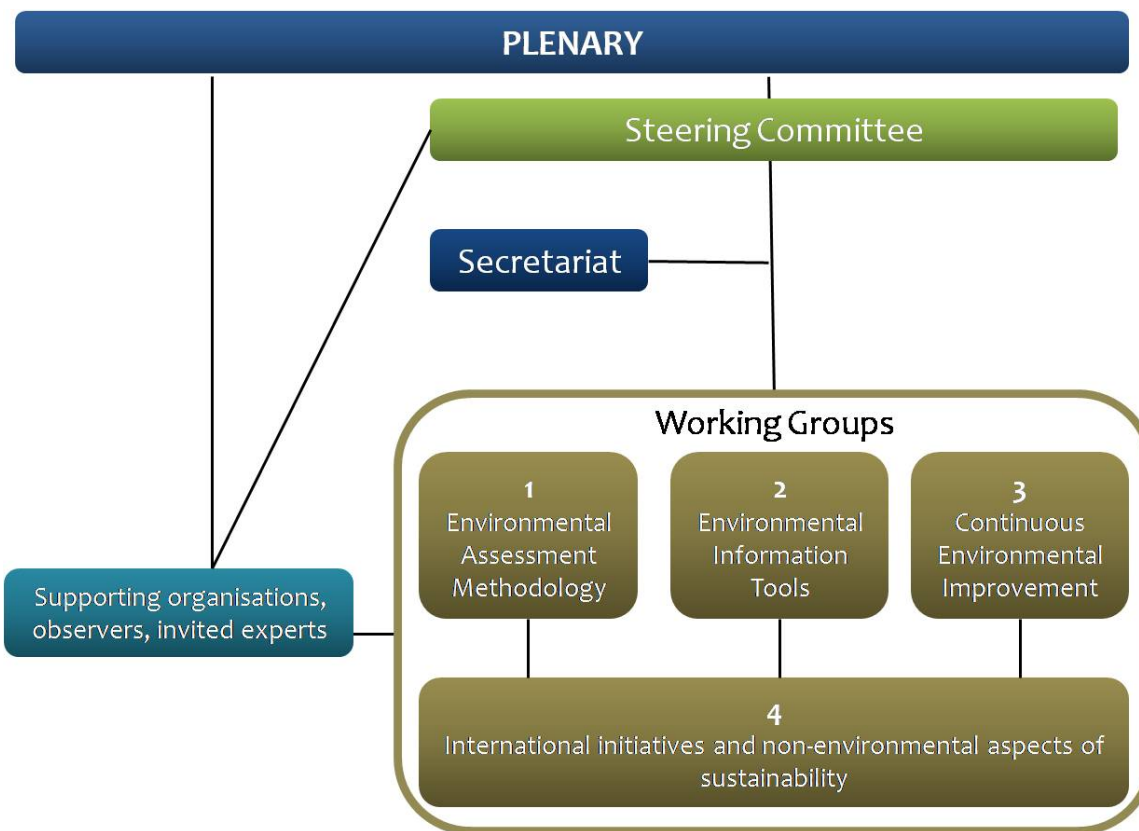 PLENARY
Steering Committee
Secretariat
Working Groups
1
Environmental
Assessment
Methodology
2
Environmental
Information
Tools
3
Continuous
Environmental
Improvement
Supporting organisations,
observers, invited experts
4
International initiatives and non-environmental aspects of
sustainability